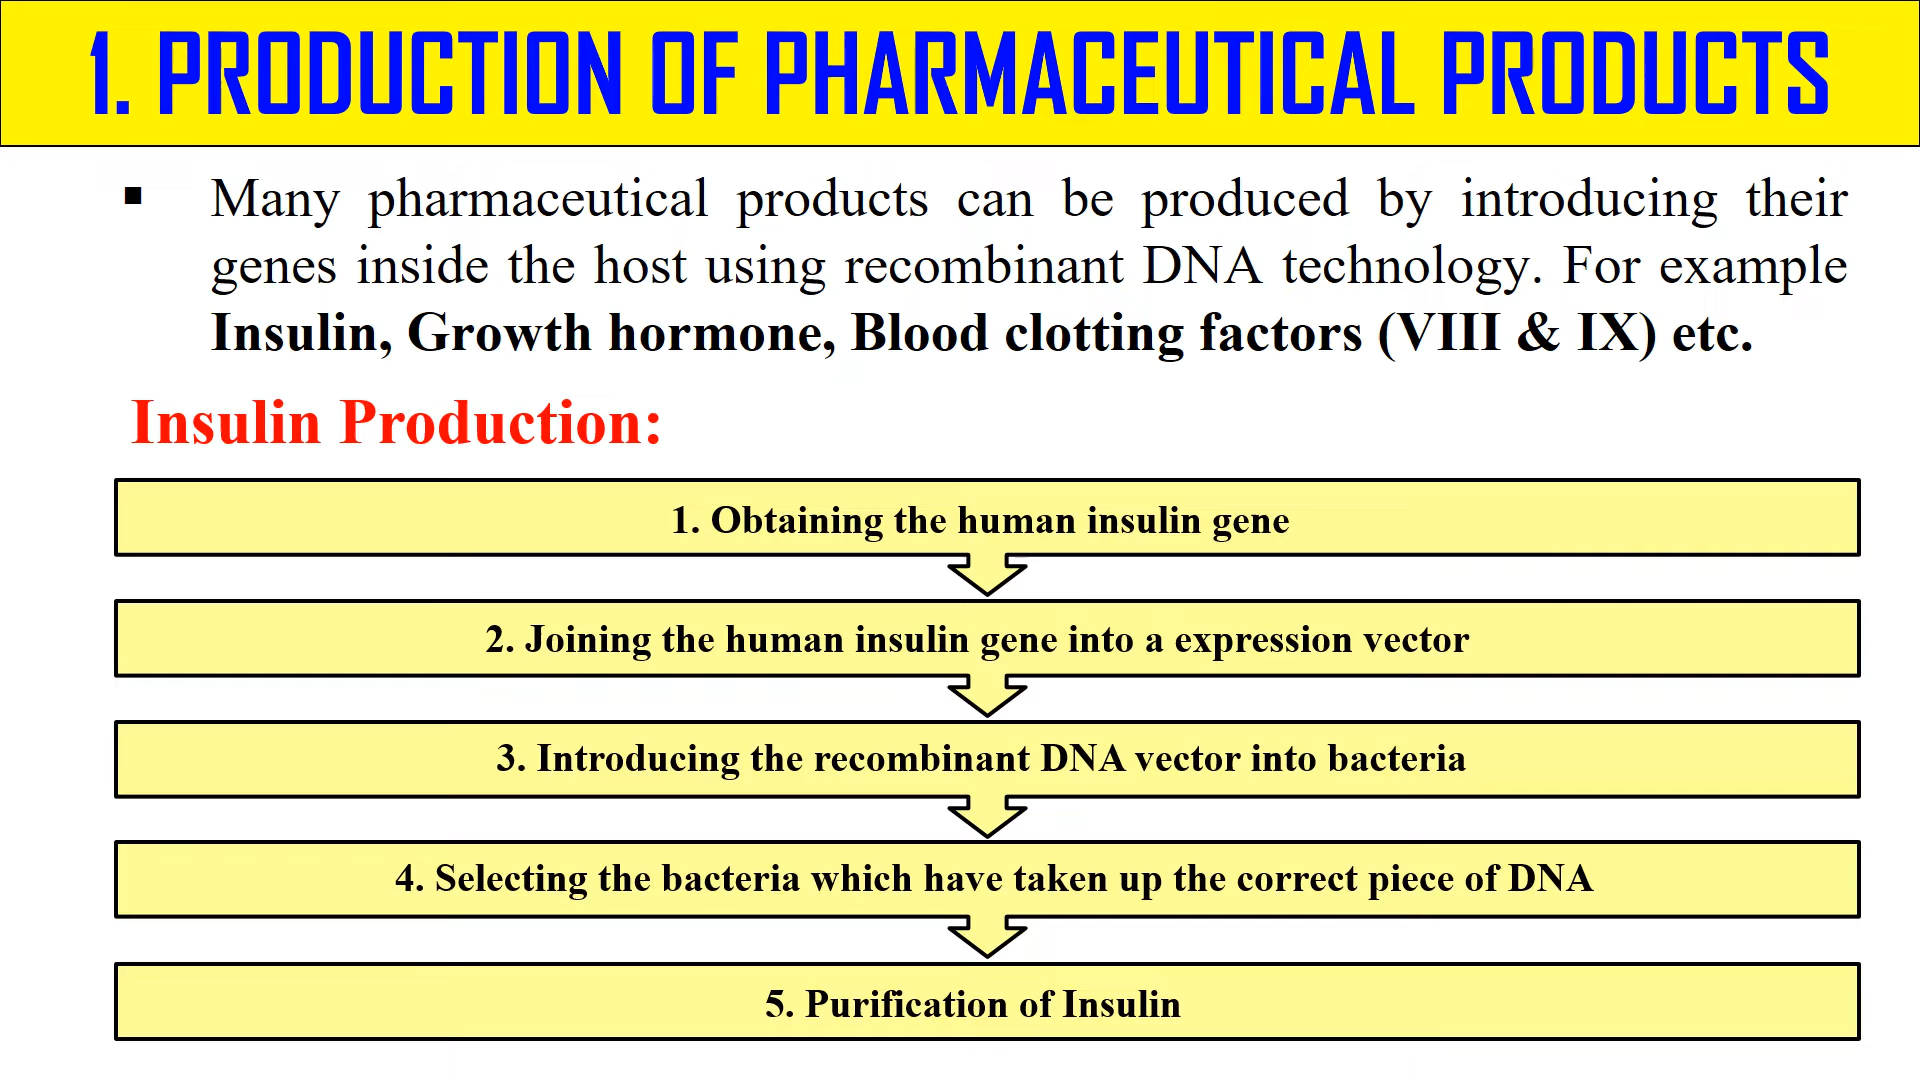 1. PRODUCTION OF PHARMACEUTICAL PRODUCTS
▪ Many pharmaceutical products can be produced by introducing their
genes inside the host using recombinant DNA technology. For example
Insulin, Growth hormone, Blood clotting factors (VIII & IX) etc.
Insulin Production:
1. Obtaining the human insulin gene
2. Joining the human insulin gene into a expression vector
3. Introducing the recombinant DNA vector into bacteria
4. Selecting the bacteria which have taken up the correct piece of DNA
5. Purification of Insulin